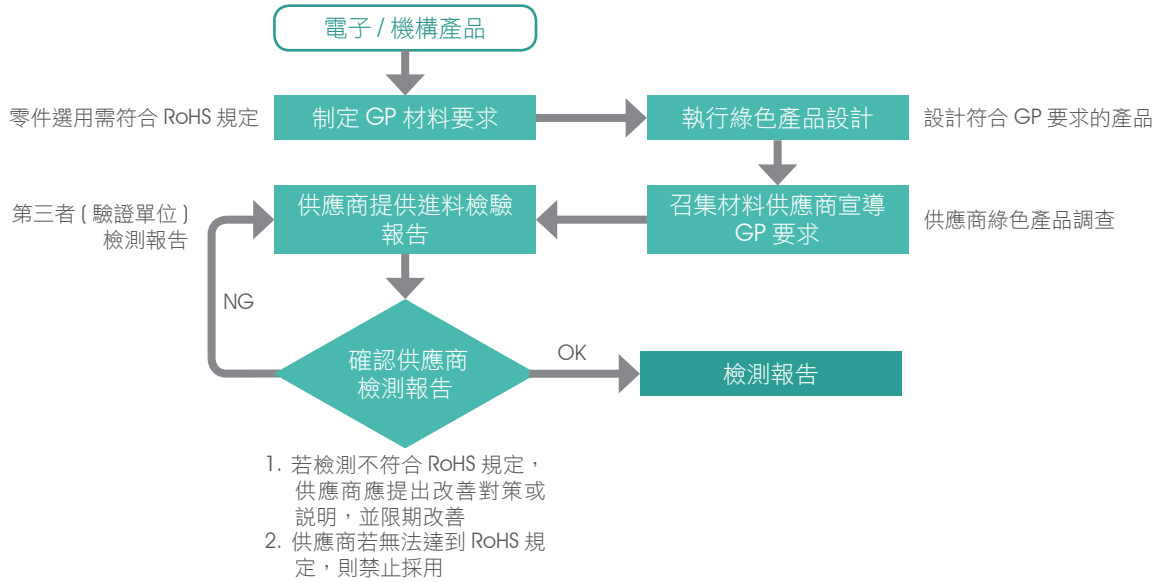 電子 / 機構產品
零件選用需符合 RoHS 規定
制定 GP 材料要求
執行綠色產品設計
設計符合 GP 要求的產品
第三者 ( 驗證單位 )
檢測報告
供應商提供進料檢驗
報告
召集材料供應商宣導
GP 要求
供應商綠色產品調查
NG
確認供應商
檢測報告
OK
檢測報告
1. 若檢測不符合 RoHS 規定，
供應商應提出改善對策或
説明，並限期改善
2. 供應商若無法達到 RoHS 規
定，則禁止採用